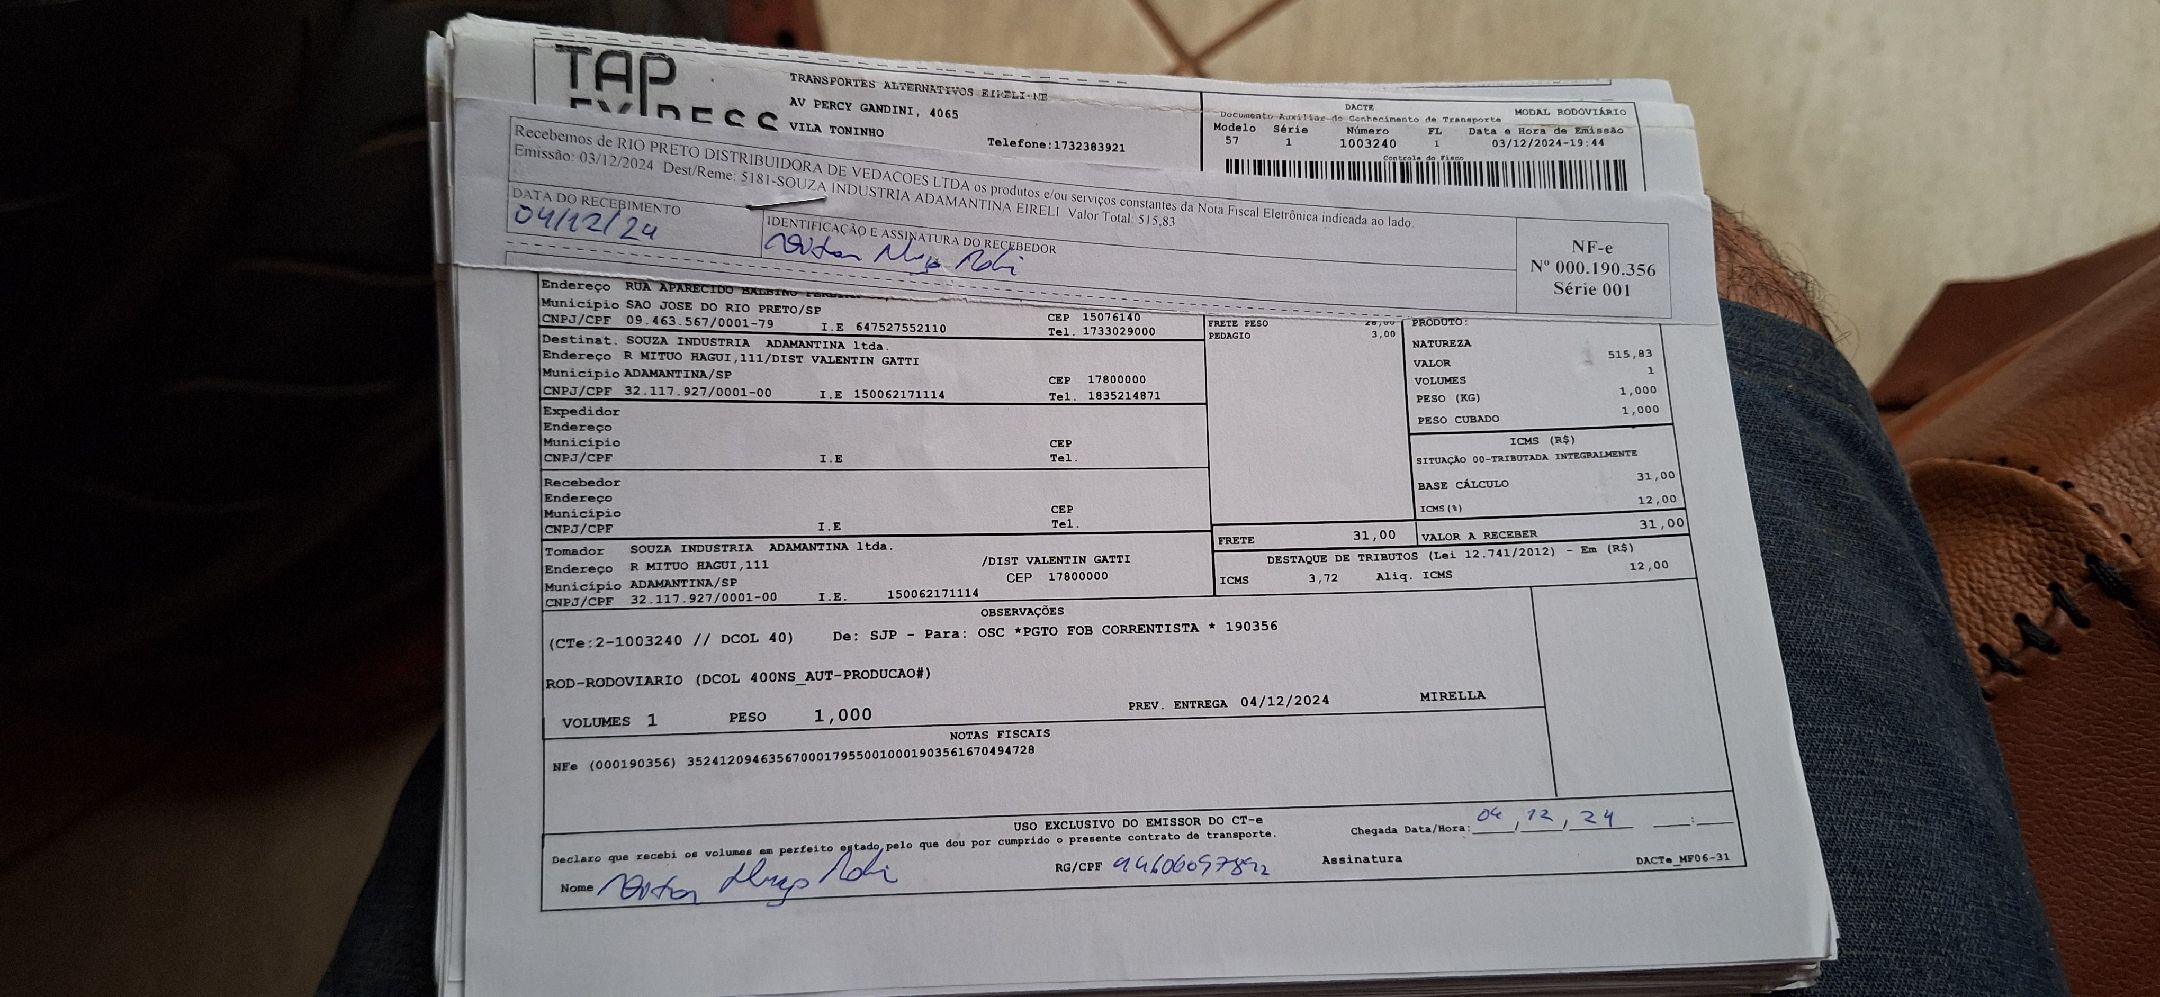 TAP
EXPRESS
TRANSPORTES ALTERNATIVOS EIRELI-ME
AV PERCY GANDINI, 4065
VILA TONINHO
Telefone:1732383921
DACTE
Documento Auxiliar do Conhecimento de Transporte
MODAL RODOVIÁRIO
Modelo Série Número FL Data e Hora de Emissão
57 1 1003240 1 03/12/2024-19:44
Controle do Fisco
Recebemos de RIO PRETO DISTRIBUIDORA DE VEDACOES LTDA os produtos e/ou serviços constantes da Nota Fiscal Eletrônica indicada ao lado.
Emissão: 03/12/2024 Dest/Reme: 5181-SOUZA INDUSTRIA ADAMANTINA EIRELI Valor Total: 515,83
DATA DO RECEBIMENTO
04/12/24
IDENTIFICAÇÃO E ASSINATURA DO RECEBEDOR
NF-e
Nº 000.190.356
Série 001
Endereço RUA APARECIDO BALBINO
Município SAO JOSE DO RIO PRETO/SP
CEP 15076140
CNPJ/CPF 09.463.567/0001-79 I.E 647527552110 Tel. 1733029000
Destinat. SOUZA INDUSTRIA ADAMANTINA ltda.
Endereço R MITUO HAGUI,111/DIST VALENTIN GATTI
Município ADAMANTINA/SP CEP 17800000
CNPJ/CPF 32.117.927/0001-00 I.E 150062171114 Tel. 1835214871
Expedidor
Endereço
Município CEP
CNPJ/CPF I.E Tel.
Recebedor
Endereço
Município CEP
CNPJ/CPF I.E Tel.
Tomador SOUZA INDUSTRIA ADAMANTINA ltda.
Endereço R MITUO HAGUI,111 /DIST VALENTIN GATTI
Município ADAMANTINA/SP CEP 17800000
CNPJ/CPF 32.117.927/0001-00 I.E. 150062171114
FRETE PESO 28,00
PEDAGIO 3,00
FRETE 31,00
PRODUTO:
NATUREZA
VALOR 515,83
VOLUMES 1
PESO (KG) 1,000
PESO CUBADO 1,000
ICMS (R$)
SITUAÇÃO 00-TRIBUTADA INTEGRALMENTE
BASE CÁLCULO 31,00
ICMS(%) 12,00
VALOR A RECEBER 31,00
DESTAQUE DE TRIBUTOS (Lei 12.741/2012) - Em (R$)
ICMS 3,72 Aliq. ICMS 12,00
OBSERVAÇÕES
(CTe:2-1003240 // DCOL 40) De: SJP - Para: OSC *PGTO FOB CORRENTISTA * 190356
ROD-RODOVIARIO (DCOL 400NS_AUT-PRODUCAO#)
VOLUMES 1 PESO 1,000 PREV. ENTREGA 04/12/2024 MIRELLA
NOTAS FISCAIS
NFe (000190356) 35241209463567000179550010001903561670494728
USO EXCLUSIVO DO EMISSOR DO CT-e
Declaro que recebi os volumes em perfeito estado,pelo que dou por cumprido o presente contrato de transporte.
Chegada Data/Hora: 04/12/24 __:__
Nome
RG/CPF
Assinatura
DACTe_MF06-31